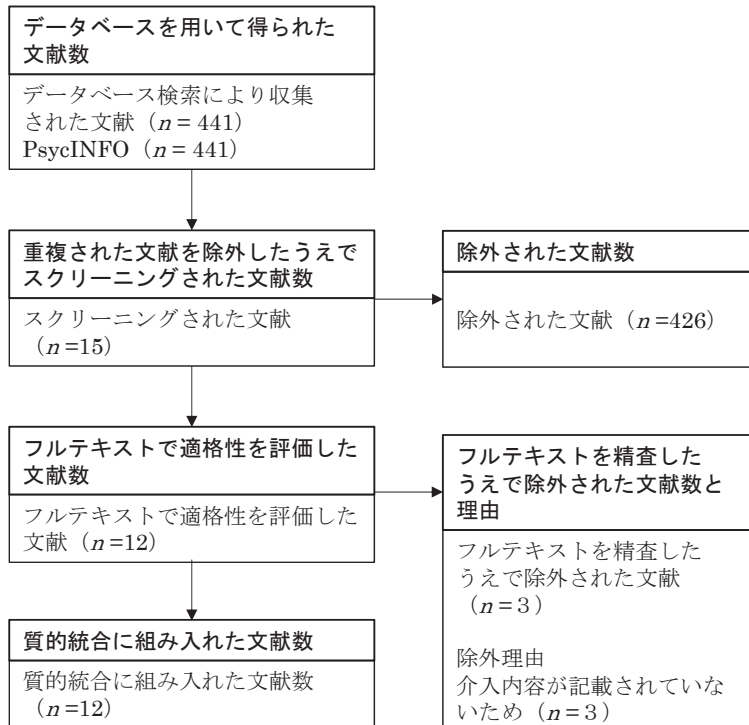 データベースを用いて得られた
文献数
データベース検索により収集
された文献（n = 441）
PsycINFO（n = 441）
重複された文献を除外したうえで
スクリーニングされた文献数
スクリーニングされた文献
（n =15）
除外された文献数
除外された文献（n =426）
フルテキストで適格性を評価した
文献数
フルテキストで適格性を評価した
文献（n =12）
フルテキストを精査した
うえで除外された文献数と
理由
フルテキストを精査した
うえで除外された文献
（n =３）
除外理由
介入内容が記載されていな
いため（n =３）
質的統合に組み入れた文献数
質的統合に組み入れた文献数
（n =12）